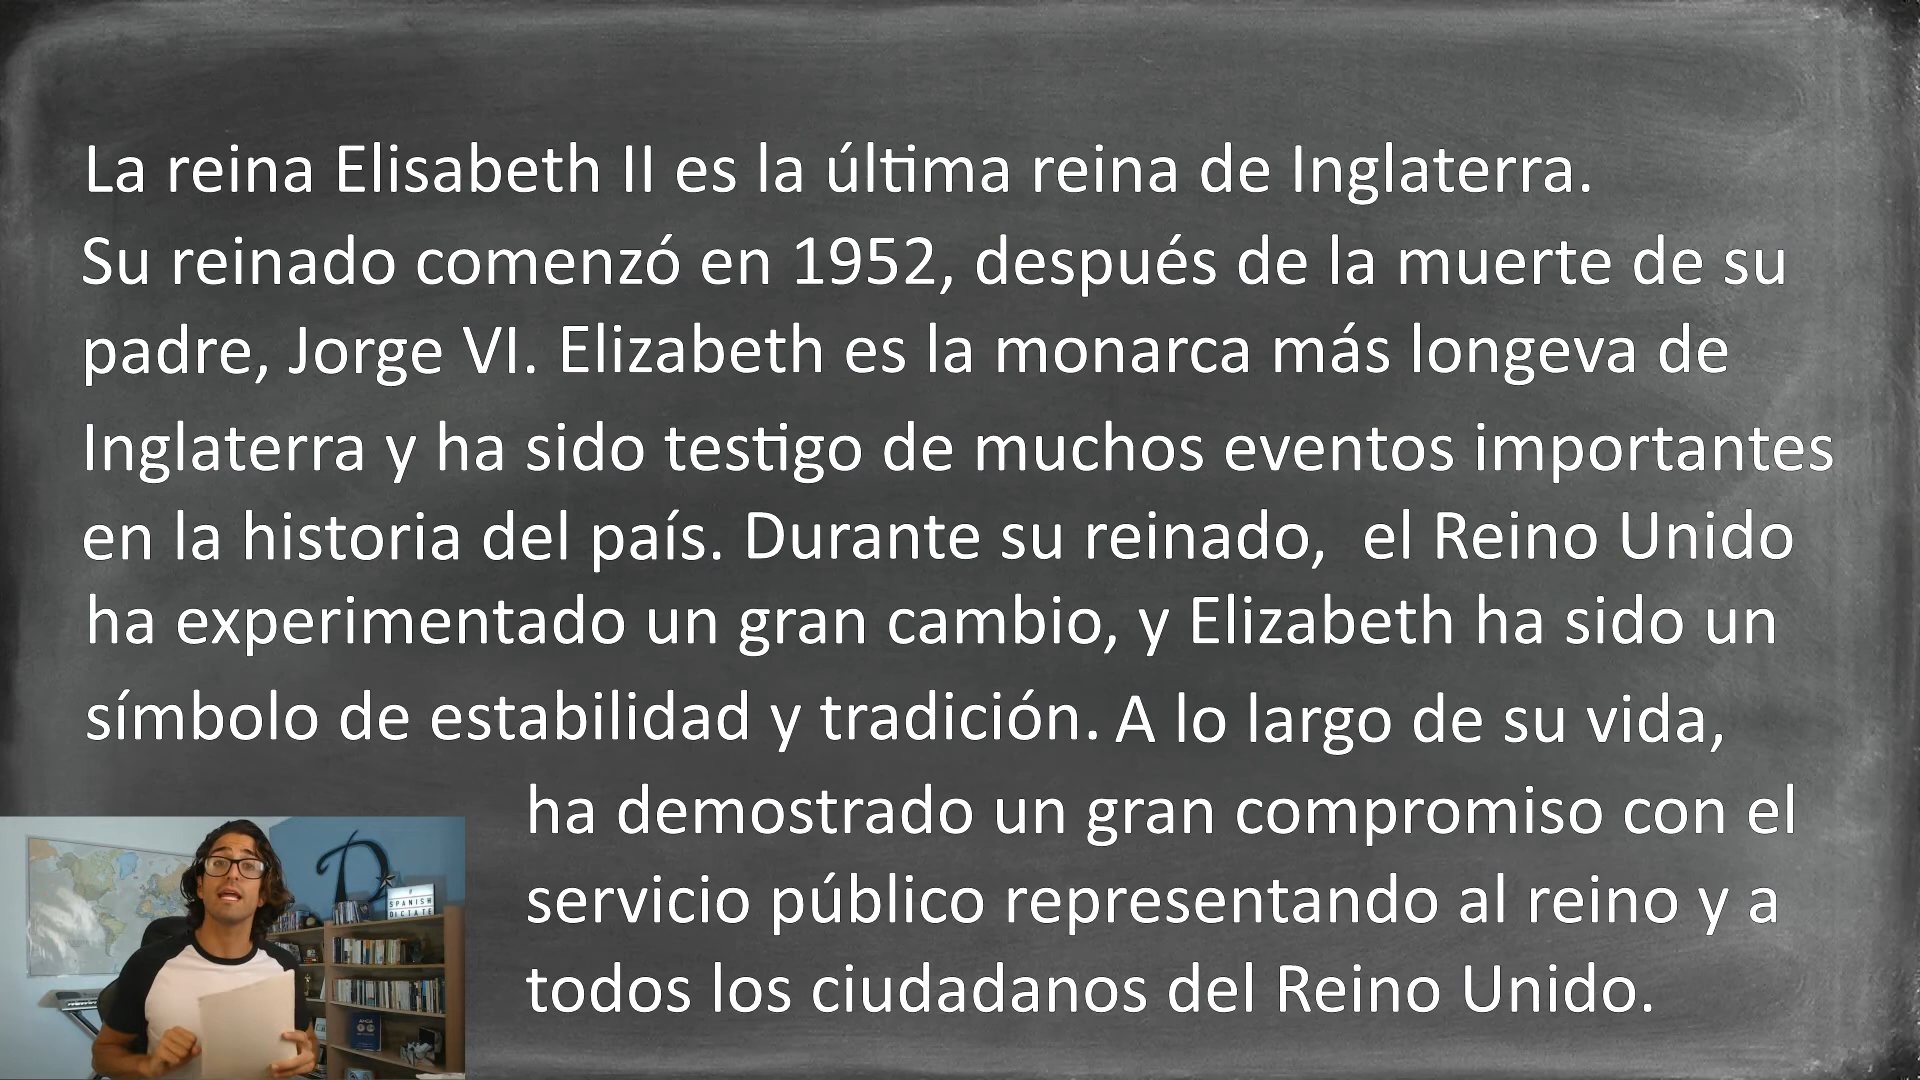 La reina Elisabeth II es la última reina de Inglaterra.
Su reinado comenzó en 1952, después de la muerte de su
padre, Jorge VI. Elizabeth es la monarca más longeva de
Inglaterra y ha sido testigo de muchos eventos importantes
en la historia del país. Durante su reinado, el Reino Unido
ha experimentado un gran cambio, y Elizabeth ha sido un
símbolo de estabilidad y tradición. A lo largo de su vida,
ha demostrado un gran compromiso con el
servicio público representando al reino y a
todos los ciudadanos del Reino Unido.
D
SPANISH
DICTATE